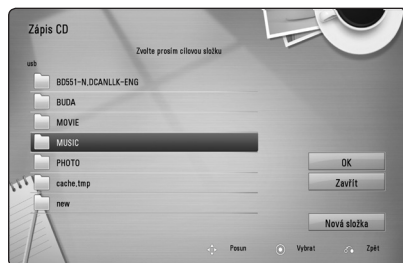 Zápis CD
Zvolte prosím cílovou složku
usb
BD551-N,DCANLLK-ENG
BUDA
MOVIE
MUSIC
PHOTO
cache,tmp
new
OK
Zavřít
Nová složka
Posun Vybrat Zpět